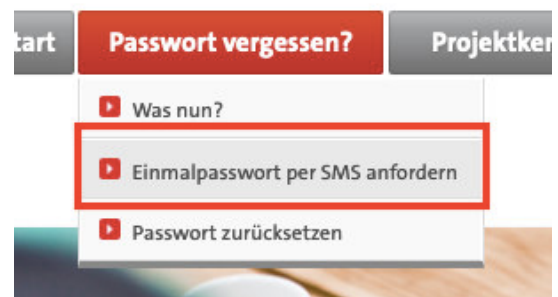 tart Passwort vergessen? Projektker
Was nun?
Einmalpasswort per SMS anfordern
Passwort zurücksetzen